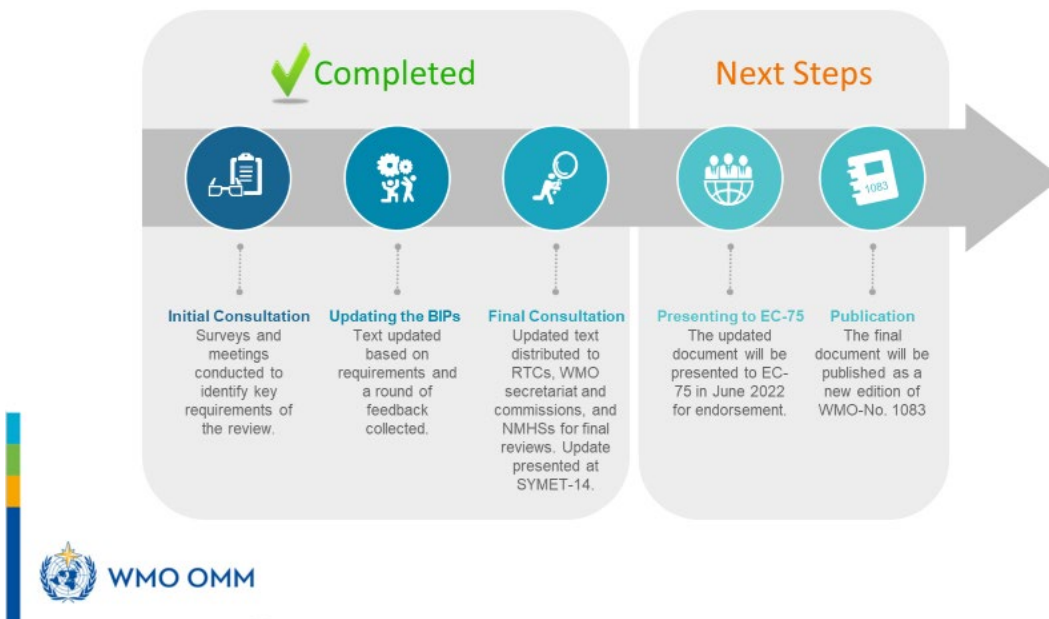 Completed
Next Steps
1083
Initial Consultation
Surveys and
meetings
conducted to
identify key
requirements of
the review.
Updating the BIPs
Text updated
based on
requirements and
a round of
feedback
collected.
Final Consultation
Updated text
distributed to
RTCs, WMO
secretariat and
commissions, and
NMHSs for final
reviews. Update
presented at
SYMET-14.
Presenting to EC-75
The updated
document will be
presented to EC-
75 in June 2022
for endorsement.
Publication
The final
document will be
published as a
new edition of
WMO-No. 1083
WMO OMM